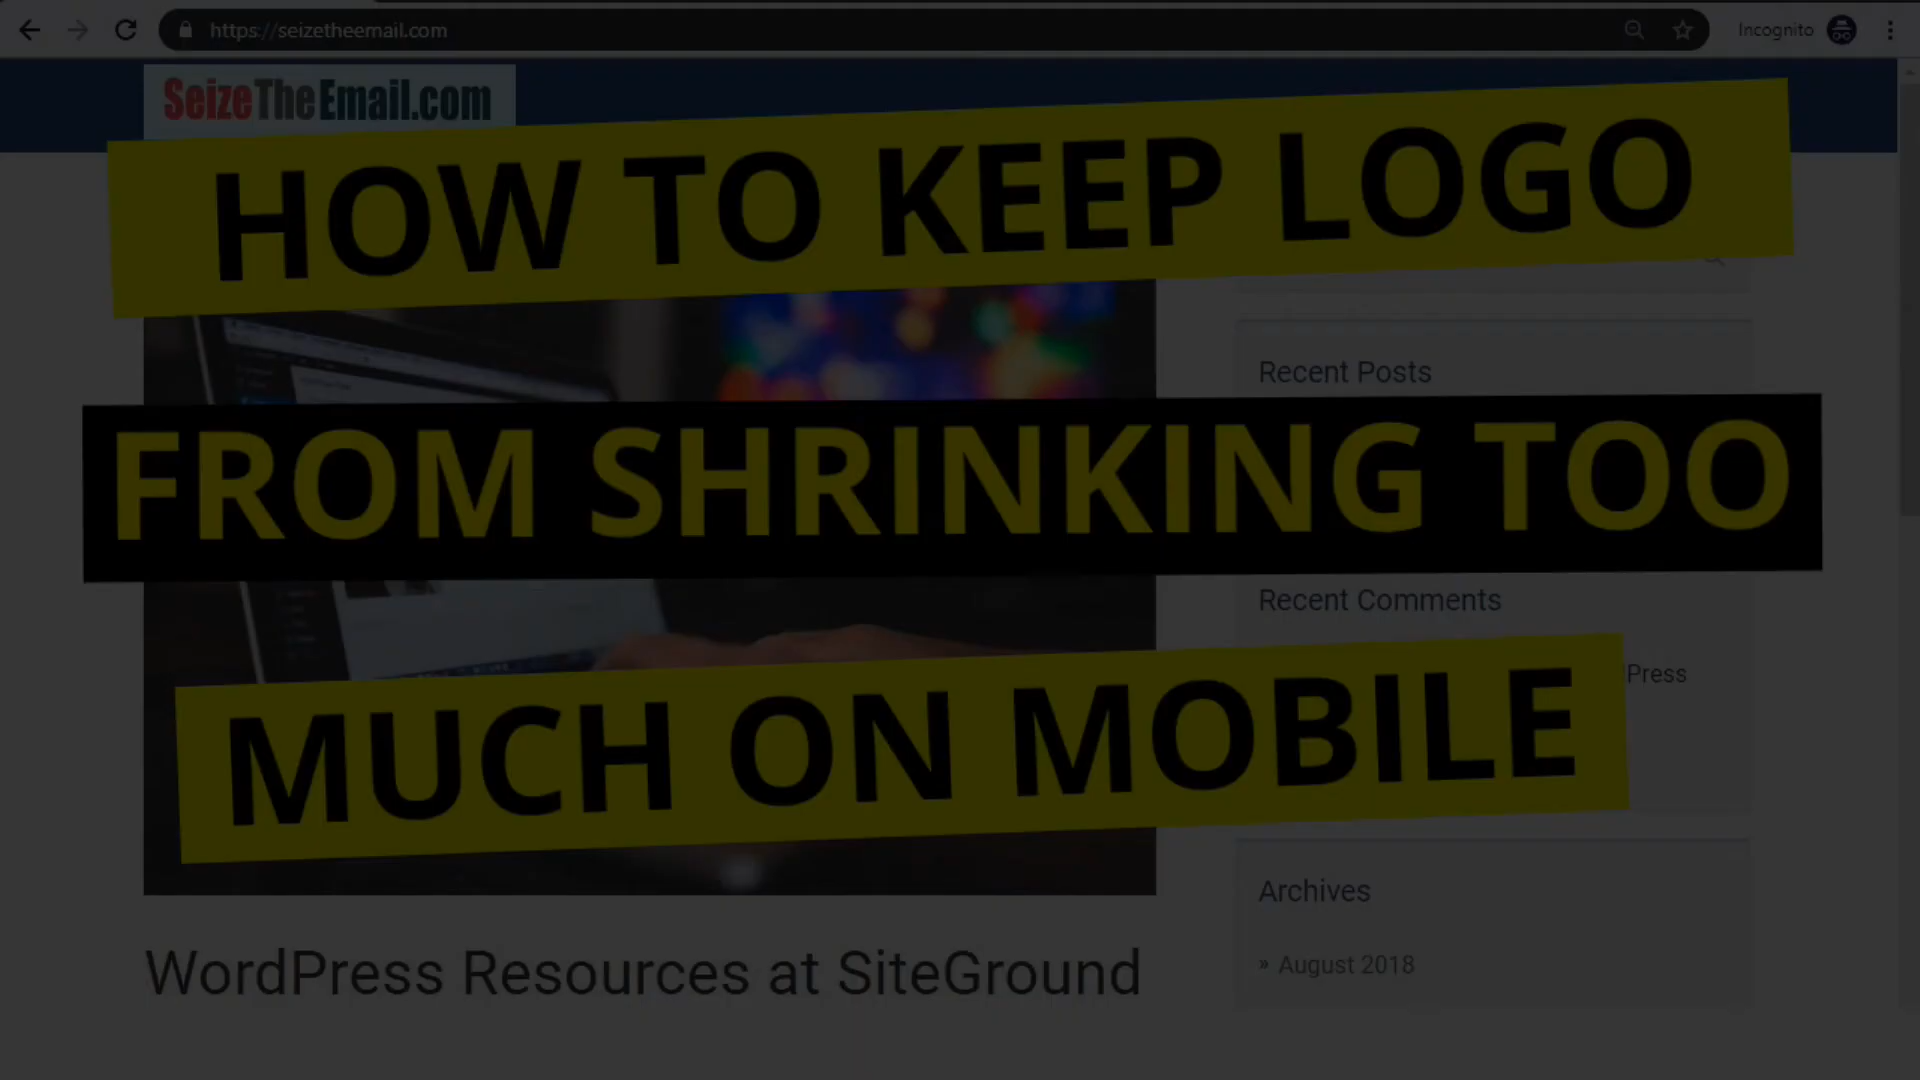 https://seizetheemail.com
Incognito
SeizeTheEmail.com
HOW TO KEEP LOGO
FROM SHRINKING TOO
MUCH ON MOBILE
Recent Posts
Recent Comments
Press
Archives
» August 2018
WordPress Resources at SiteGround